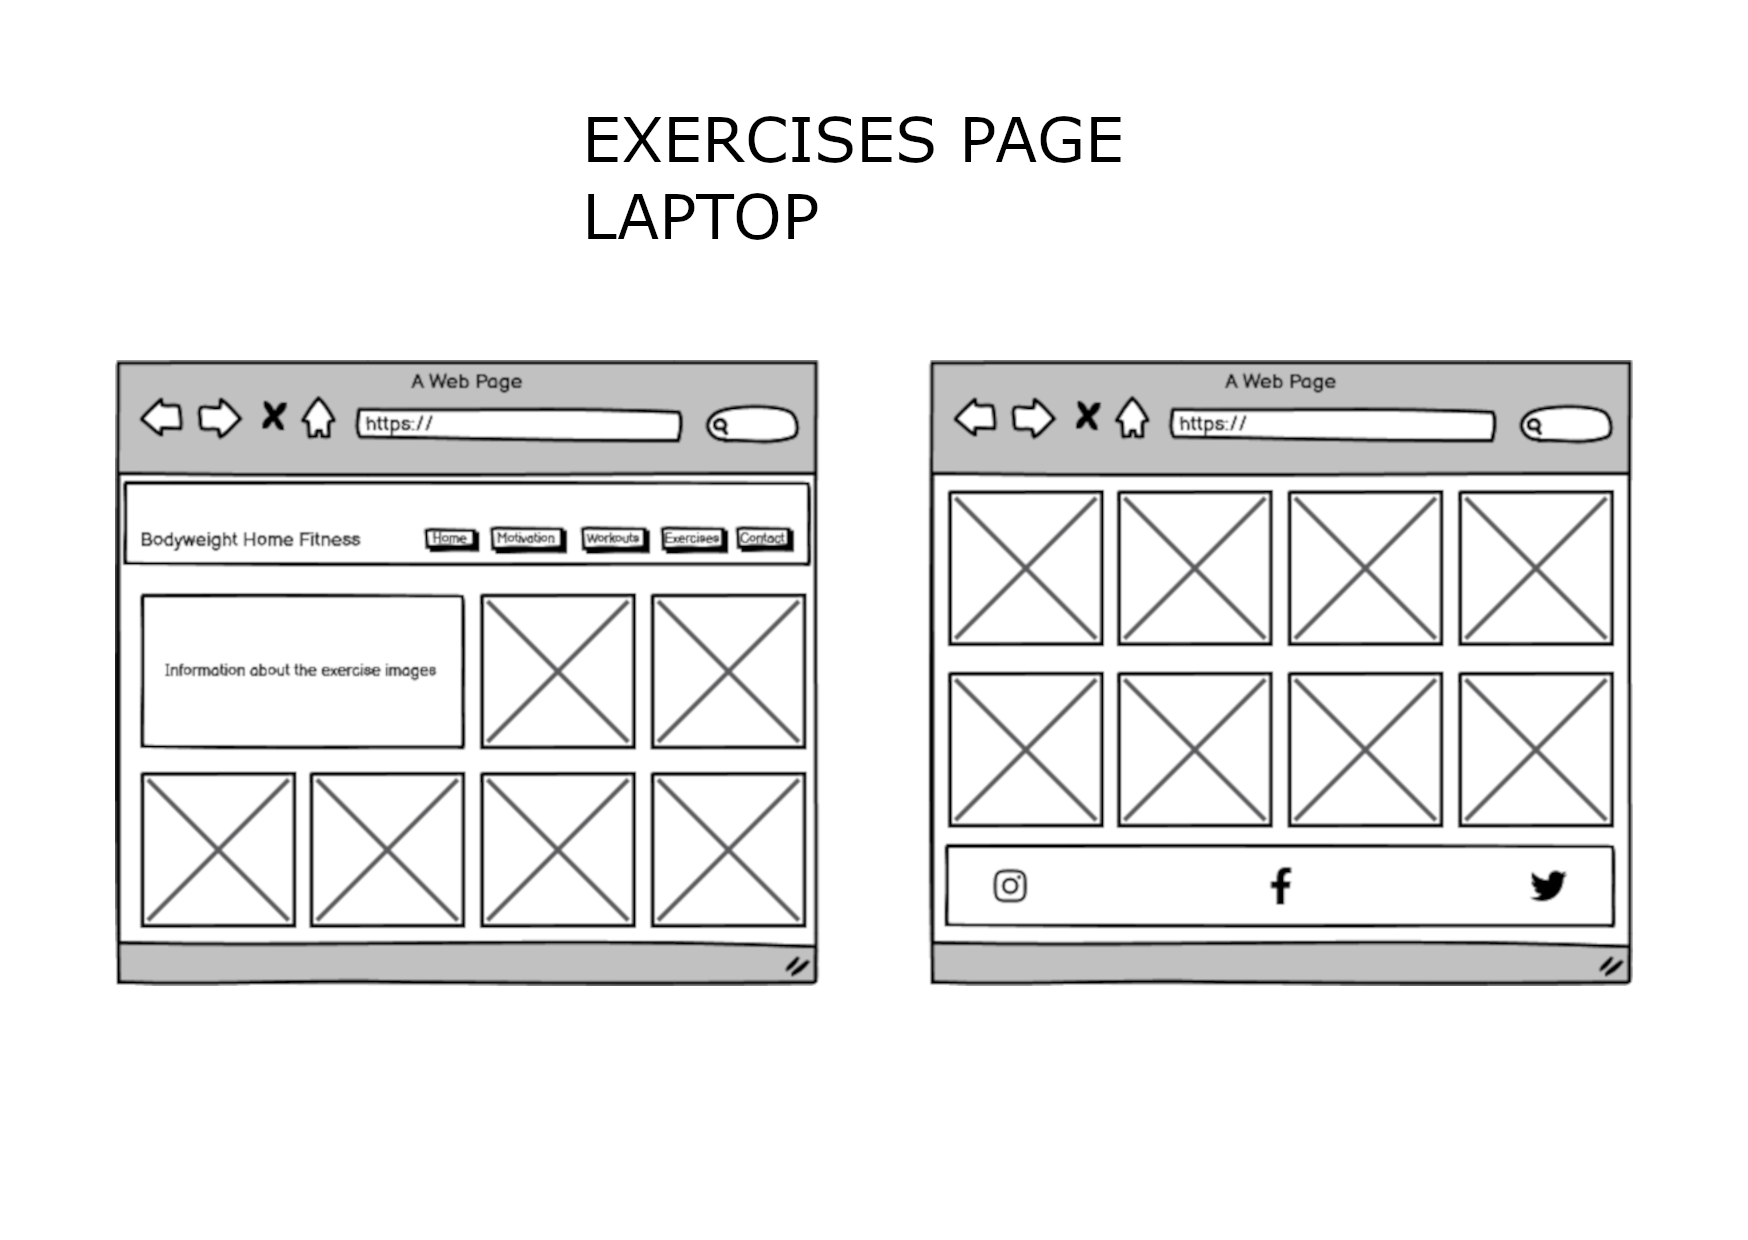 EXERCISES PAGE
LAPTOP
A Web Page
https://
Bodyweight Home Fitness
Home
Motivation
Workouts
Exercises
Contact
Information about the exercise images
A Web Page
https://